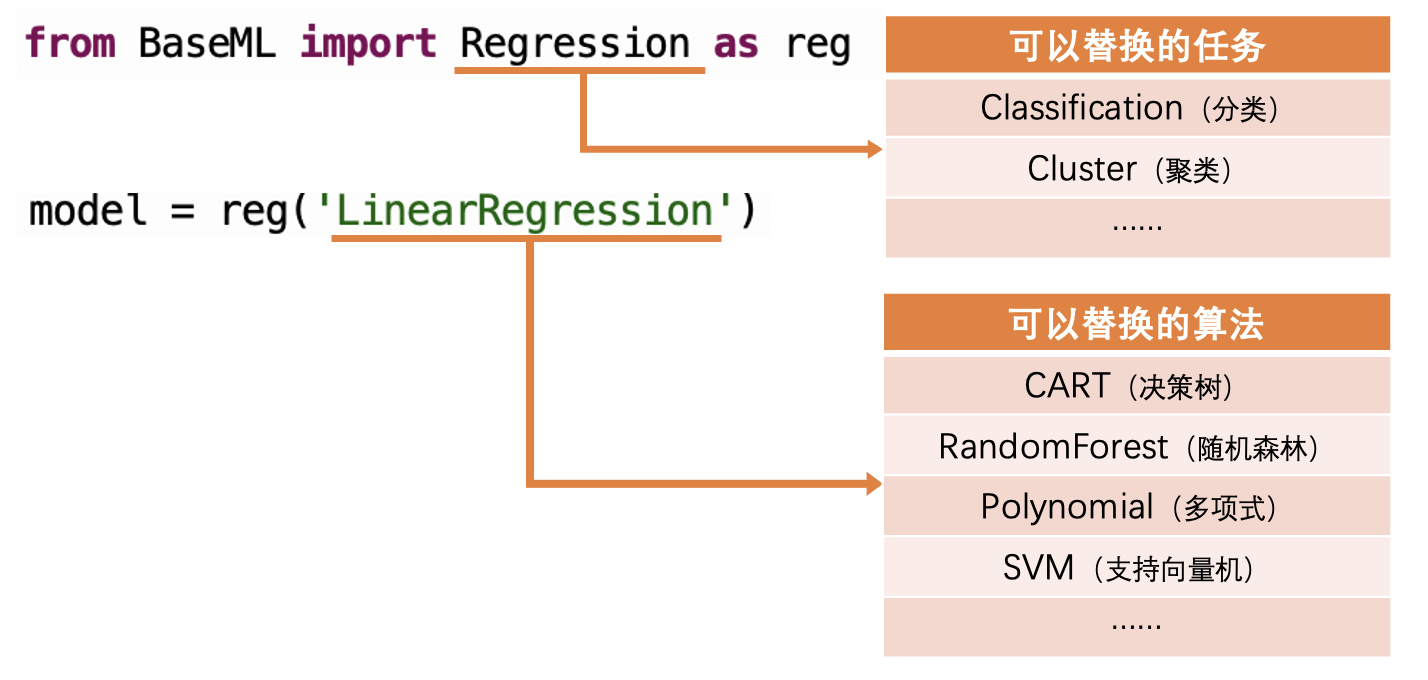 from BaseML import Regression as reg
model = reg('LinearRegression')
可以替换的任务
Classification（分类）
Cluster（聚类）
……
可以替换的算法
CART（决策树）
RandomForest（随机森林）
Polynomial（多项式）
SVM（支持向量机）
……